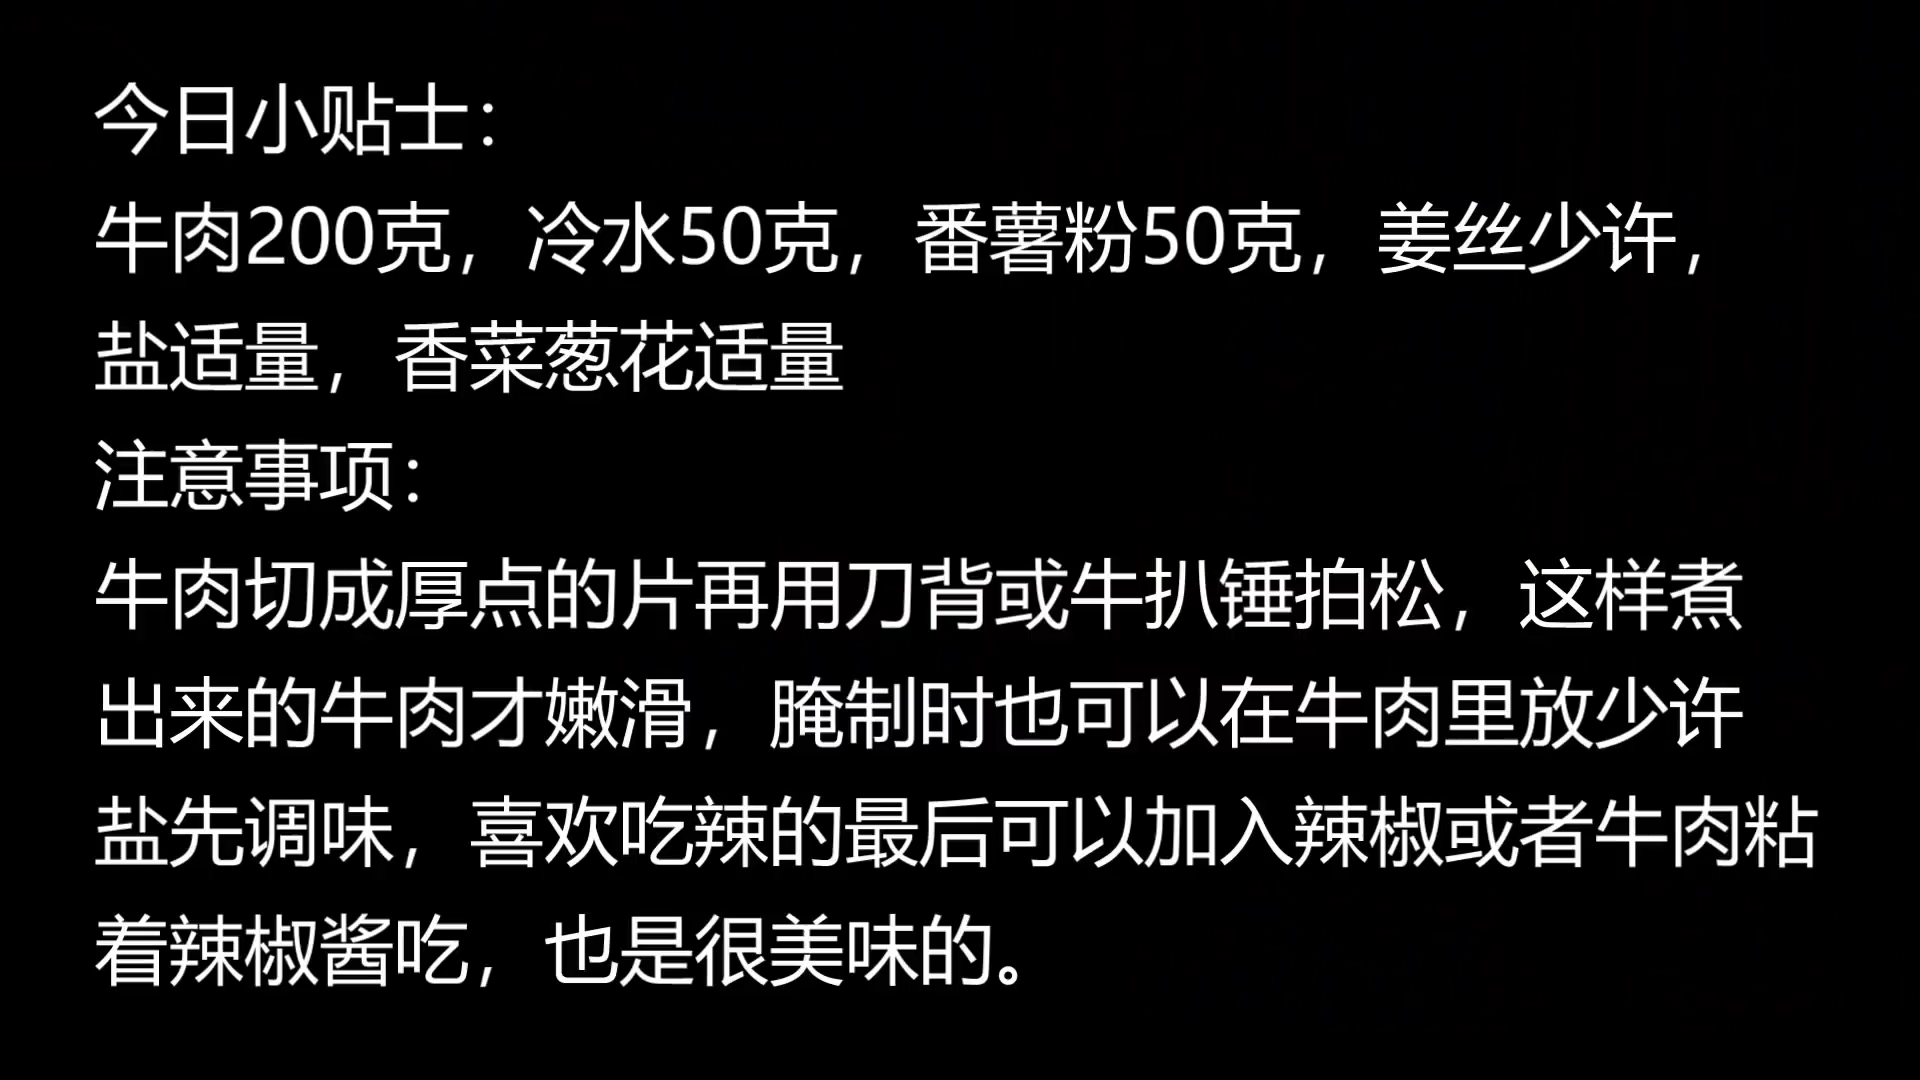 今日小贴士：
牛肉200克，冷水50克，番薯粉50克，姜丝少许，
盐适量，香菜葱花适量
注意事项：
牛肉切成厚点的片再用刀背或牛扒锤拍松，这样煮
出来的牛肉才嫩滑，腌制时也可以在牛肉里放少许
盐先调味，喜欢吃辣的最后可以加入辣椒或者牛肉粘
着辣椒酱吃，也是很美味的。